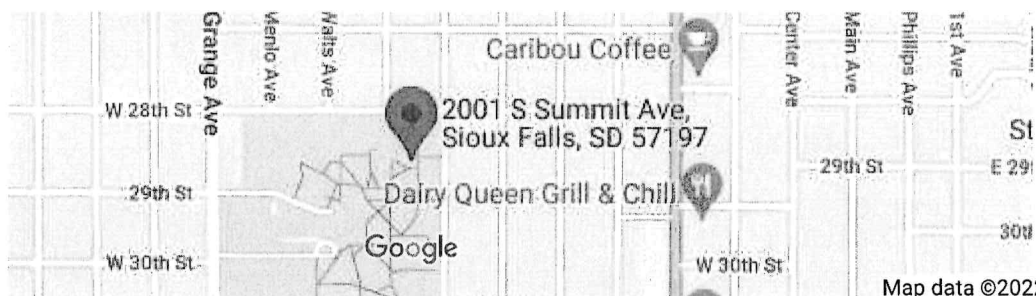 Grange Ave
Menlo Ave
Walts Ave
Caribou Coffee
Center Ave
Main Ave
Phillips Ave
1st Ave
W 28th St
2001 S Summit Ave,
Sioux Falls, SD 57197
St
29th St
E 29
29th St
Dairy Queen Grill & Chill
Google
30t
W 30th St
W 30th St
Map data ©202